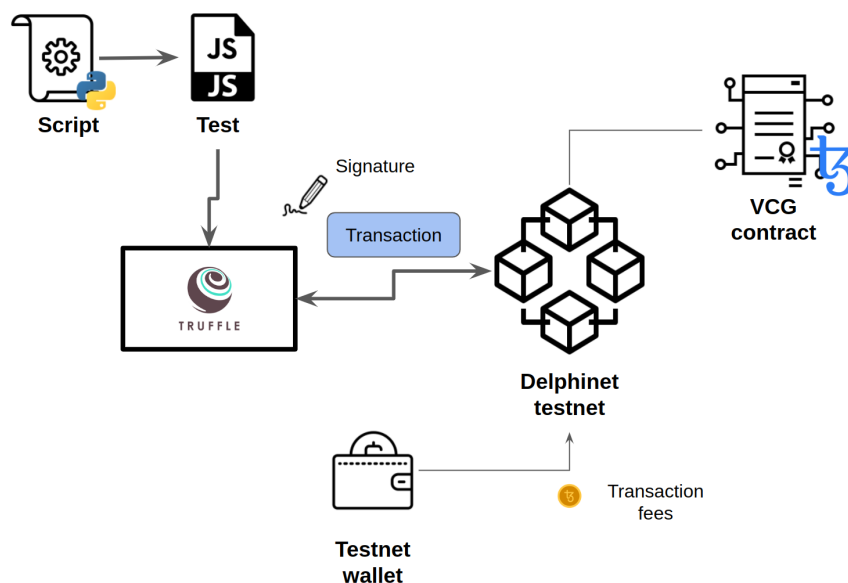 JS
JS
Script
Test
Signature
Transaction
VCG
contract
TRUFFLE
Delphinet
testnet
Transaction
fees
Testnet
wallet